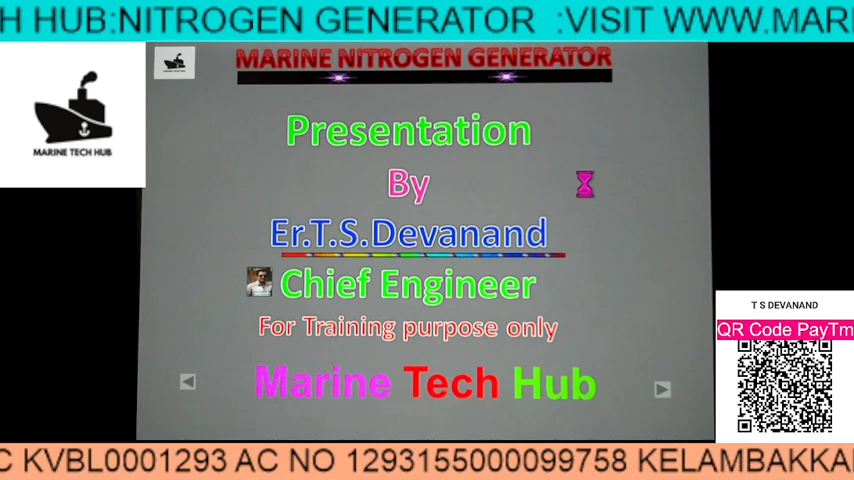 H HUB:NITROGEN GENERATOR :VISIT WWW.MARI
MARINE TECH HUB
MARINE NITROGEN GENERATOR
Presentation
By
Er.T.S.Devanand
Chief Engineer
For Training purpose only
Marine Tech Hub
T S DEVANAND
QR Code PayTm
C KVBL0001293 AC NO 1293155000099758 KELAMBAKKA